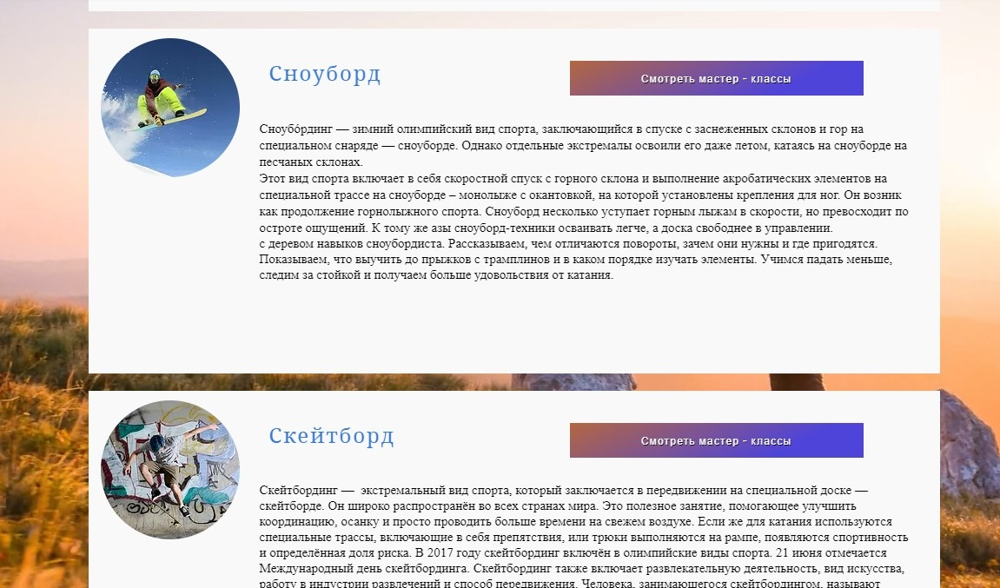 Сноуборд
Смотреть мастер - классы
Сноубо́рдинг — зимний олимпийский вид спорта, заключающийся в спуске с заснеженных склонов и гор на
специальном снаряде — сноуборде. Однако отдельные экстремалы освоили его даже летом, катаясь на сноуборде на
песчаных склонах.
Этот вид спорта включает в себя скоростной спуск с горного склона и выполнение акробатических элементов на
специальной трассе на сноуборде – монолыже с окантовкой, на которой установлены крепления для ног. Он возник
как продолжение горнолыжного спорта. Сноуборд несколько уступает горным лыжам в скорости, но превосходит по
остроте ощущений. К тому же азы сноуборд-техники осваивать легче, а доска свободнее в управлении.
с деревом навыков сноубордиста. Рассказываем, чем отличаются повороты, зачем они нужны и где пригодятся.
Показываем, что выучить до прыжков с трамплинов и в каком порядке изучать элементы. Учимся падать меньше,
следим за стойкой и получаем больше удовольствия от катания.
Скейтборд
Смотреть мастер - классы
Скейтбординг —  экстремальный вид спорта, который заключается в передвижении на специальной доске —
скейтборде. Он широко распространён во всех странах мира. Это полезное занятие, помогающее улучшить
координацию, осанку и просто проводить больше времени на свежем воздухе. Если же для катания используются
специальные трассы, включающие в себя препятствия, или трюки выполняются на рампе, появляются спортивность
и определённая доля риска. В 2017 году скейтбординг включён в олимпийские виды спорта. 21 июня отмечается
Международный день скейтбординга. Скейтбординг также включает развлекательную деятельность, вид искусства,
работу в индустрии развлечений и способ передвижения. Человека, занимающегося скейтбордингом, называют